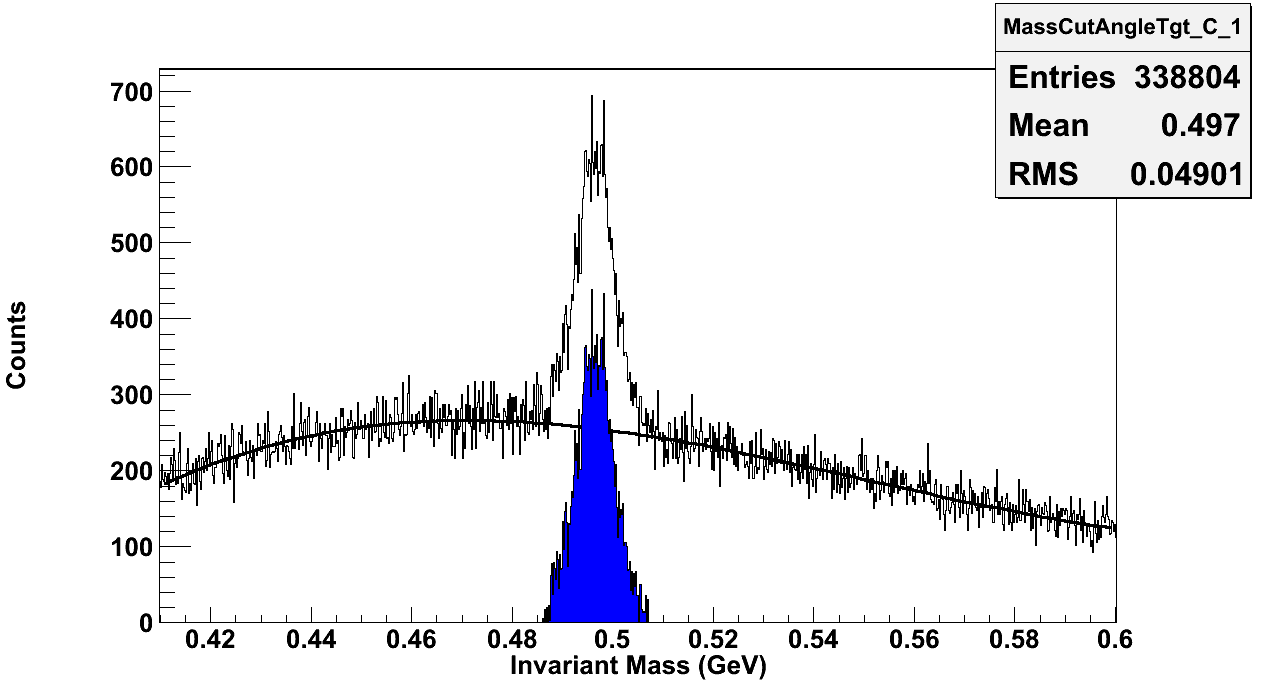 MassCutAngleTgt_C_1
Entries 338804
Mean 0.497
RMS 0.04901
700
600
500
400
300
200
100
0
Counts
0.42 0.44 0.46 0.48 0.5 0.52 0.54 0.56 0.58 0.6
Invariant Mass (GeV)